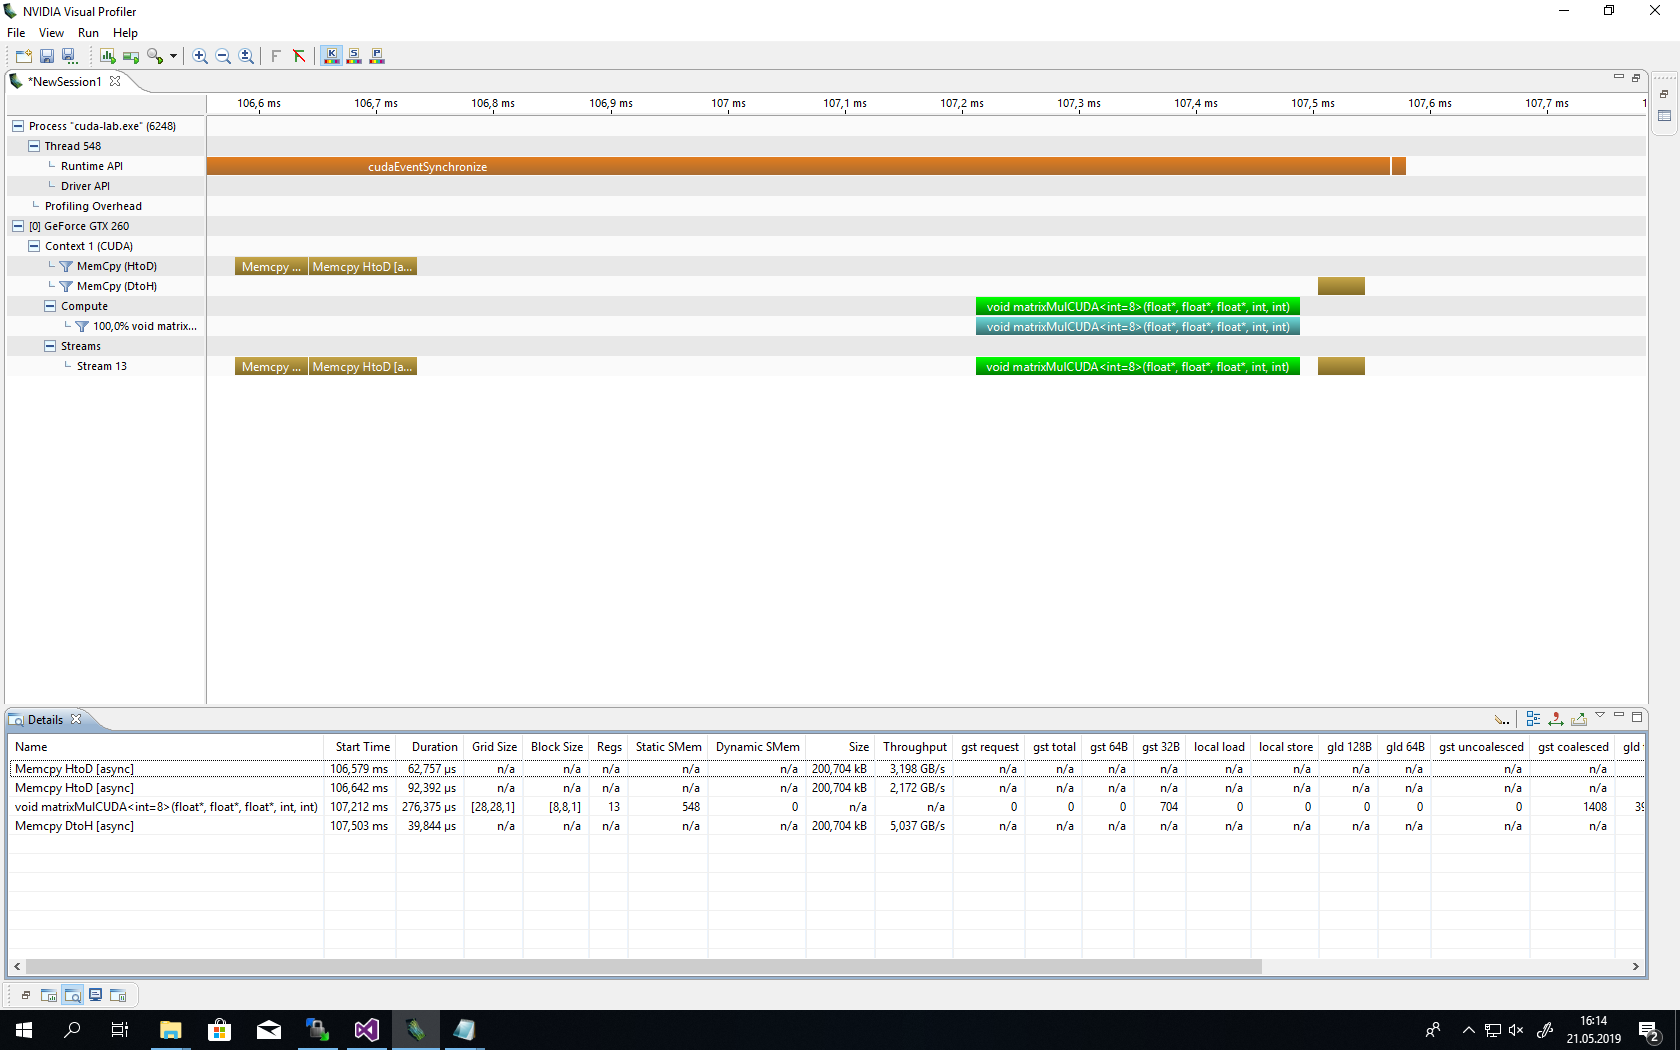 NVIDIA Visual Profiler
File View Run Help
K S P
*NewSession1
106,6 ms 106,7 ms 106,8 ms 106,9 ms 107 ms 107,1 ms 107,2 ms 107,3 ms 107,4 ms 107,5 ms 107,6 ms 107,7 ms 1
Process "cuda-lab.exe" (6248)
Thread 548
Runtime API cudaEventSynchronize
Driver API
Profiling Overhead
[0] GeForce GTX 260
Context 1 (CUDA)
MemCpy (HtoD) Memcpy ... Memcpy HtoD [a...
MemCpy (DtoH)
Compute void matrixMulCUDA<int=8>(float*, float*, float*, int, int)
100,0% void matrix... void matrixMulCUDA<int=8>(float*, float*, float*, int, int)
Streams
Stream 13 Memcpy ... Memcpy HtoD [a... void matrixMulCUDA<int=8>(float*, float*, float*, int, int)
Details
Name Start Time Duration Grid Size Block Size Regs Static SMem Dynamic SMem Size Throughput gst request gst total gst 64B gst 32B local load local store gld 128B gld 64B gst uncoalesced gst coalesced gld
Memcpy HtoD [async] 106,579 ms 62,77 µs n/a n/a n/a n/a n/a 200,704 kB 3,198 GB/s n/a n/a n/a n/a n/a n/a n/a n/a n/a n/a
Memcpy HtoD [async] 106,642 ms 92,392 µs n/a n/a n/a n/a n/a 200,704 kB 2,172 GB/s n/a n/a n/a n/a n/a n/a n/a n/a n/a n/a
void matrixMulCUDA<int=8>(float*, float*, float*, int, int) 107,212 ms 276,375 µs [28,28,1] [8,8,1] 13 548 0 n/a n/a 0 0 0 704 0 0 0 0 0 1408 39
Memcpy DtoH [async] 107,503 ms 39,844 µs n/a n/a n/a n/a n/a 200,704 kB 5,037 GB/s n/a n/a n/a n/a n/a n/a n/a n/a n/a n/a
16:14
21.05.2019
2